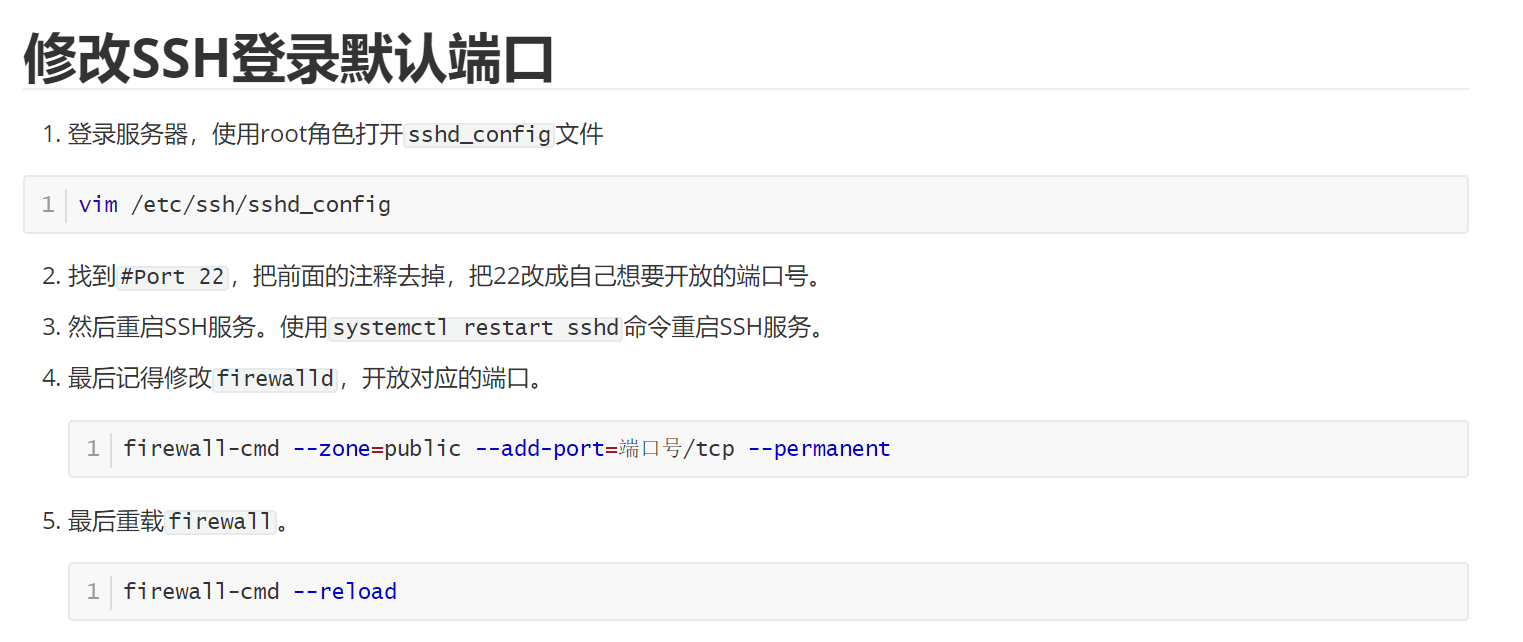 修改SSH登录默认端口
1. 登录服务器，使用root角色打开sshd_config文件
1 vim /etc/ssh/sshd_config
2. 找到#Port 22，把前面的注释去掉，把22改成自己想要开放的端口号。
3. 然后重启SSH服务。使用systemctl restart sshd命令重启SSH服务。
4. 最后记得修改firewalld，开放对应的端口。
1 firewall-cmd --zone=public --add-port=端口号/tcp --permanent
5. 最后重载firewall。
1 firewall-cmd --reload